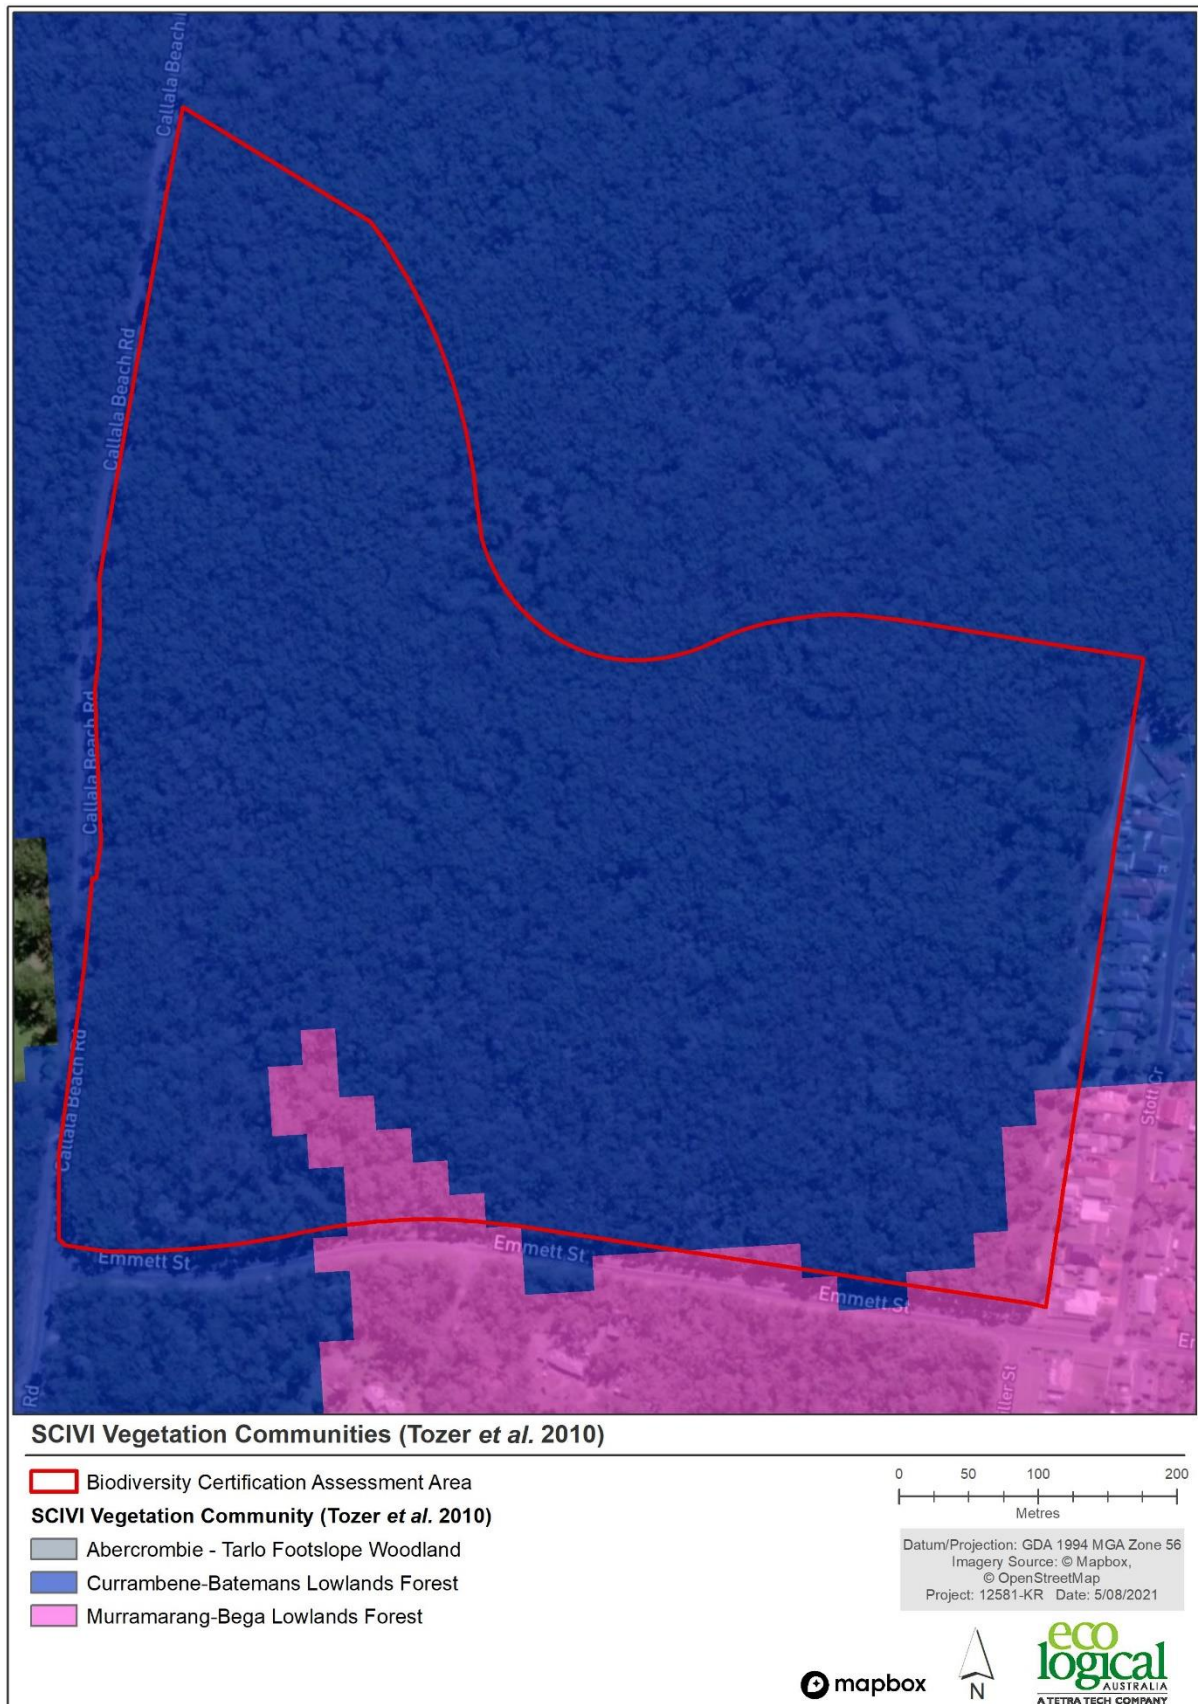 Callala Beach
Callala Beach Rd
Callala Beach Rd
Callala Beach Rd
Stott Cr
Emmett St
Emmett St
Emmett St
Rd
SCIVI Vegetation Communities (Tozer et al. 2010)
Biodiversity Certification Assessment Area
SCIVI Vegetation Community (Tozer et al. 2010)
Abercrombie - Tarlo Footslope Woodland
Currambene-Batemans Lowlands Forest
Murramarang-Bega Lowlands Forest
0 50 100 200
Metres
Datum/Projection: GDA 1994 MGA Zone 56
Imagery Source: © Mapbox,
© OpenStreetMap
Project: 12581-KR Date: 5/08/2021
mapbox
N
eco
logical
AUSTRALIA
A TETRA TECH COMPANY